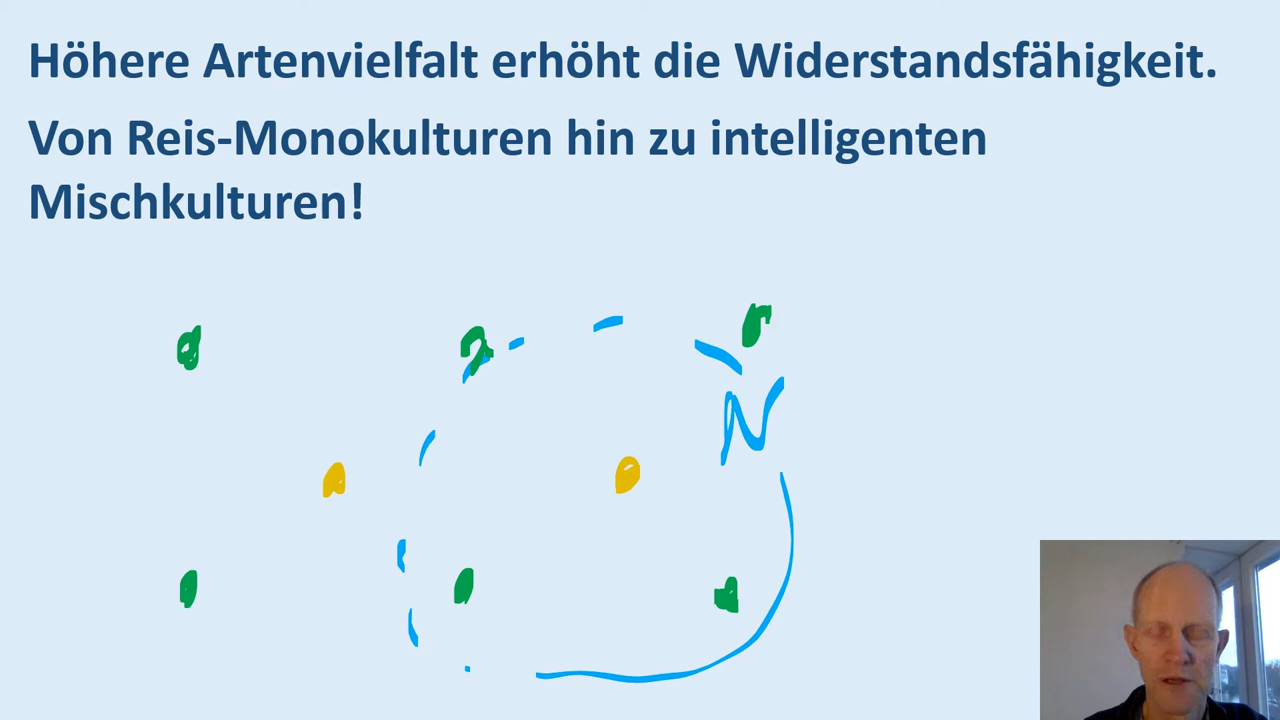 Höhere Artenvielfalt erhöht die Widerstandsfähigkeit.
Von Reis-Monokulturen hin zu intelligenten
Mischkulturen!
N